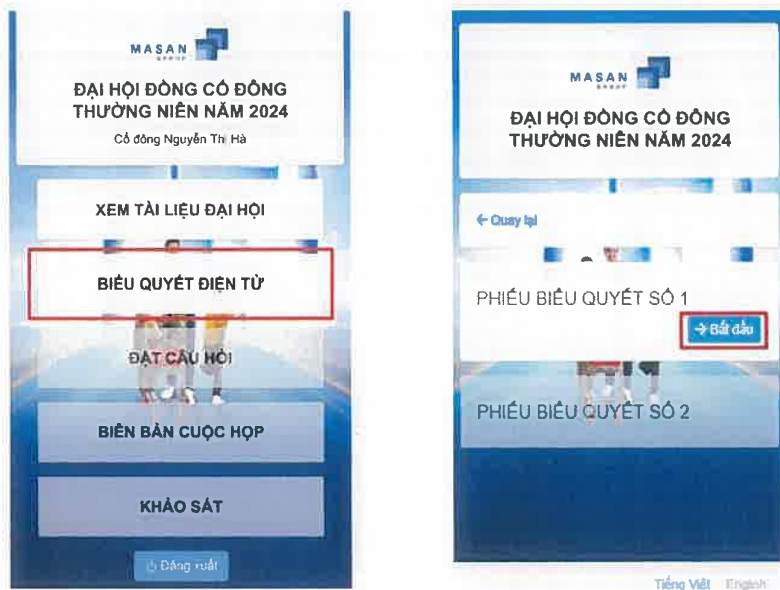 MASAN
GROUP
ĐẠI HỘI ĐỒNG CỔ ĐÔNG
THƯỜNG NIÊN NĂM 2024
Cổ đông Nguyễn Thị Hà
XEM TÀI LIỆU ĐẠI HỘI
BIỂU QUYẾT ĐIỆN TỬ
ĐẶT CÂU HỎI
BIÊN BẢN CUỘC HỌP
KHẢO SÁT
Đăng xuất
MASAN
GROUP
ĐẠI HỘI ĐỒNG CỔ ĐÔNG
THƯỜNG NIÊN NĂM 2024
← Quay lại
PHIẾU BIỂU QUYẾT SỐ 1
→ Bắt đầu
PHIẾU BIỂU QUYẾT SỐ 2
Tiếng Việt English